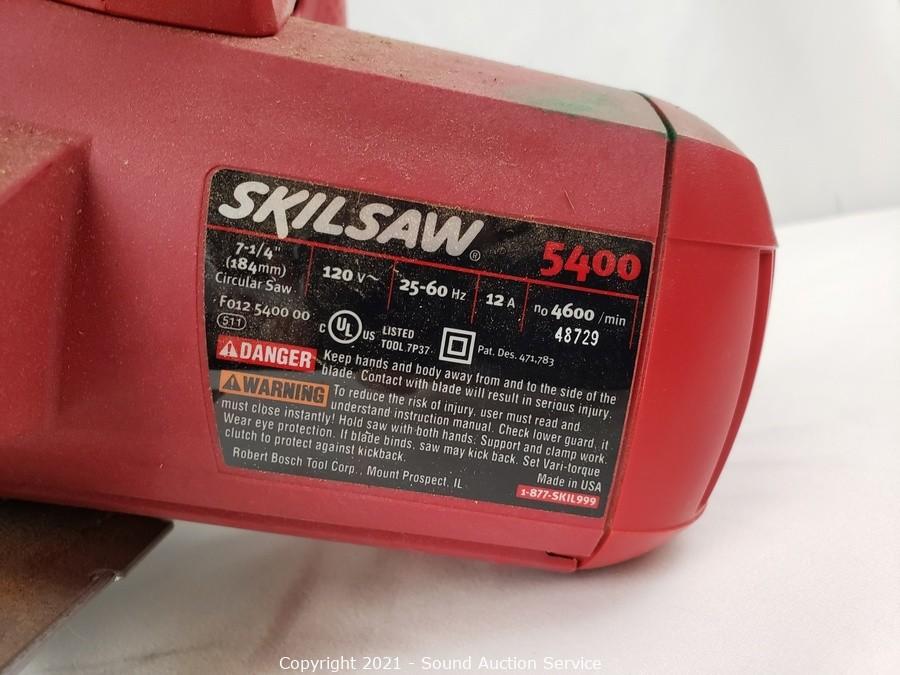 SKILSAW®
5400
7-1/4"
(184mm)
Circular Saw
120 V~
25-60 Hz
12 A
no 4600 /min
F012 5400 00
48729
511
C UL US LISTED
TOOL 7P37
Pat. Des. 471,783
DANGER Keep hands and body away from and to the side of the
blade. Contact with blade will result in serious injury.
WARNING To reduce the risk of injury, user must read and
understand instruction manual. Check lower guard, it
must close instantly! Hold saw with both hands. Support and clamp work.
Wear eye protection. If blade binds, saw may kick back. Set Vari-torque
clutch to protect against kickback.
Made in USA
Robert Bosch Tool Corp., Mount Prospect, IL
1-877-SKIL999
Copyright 2021 - Sound Auction Service